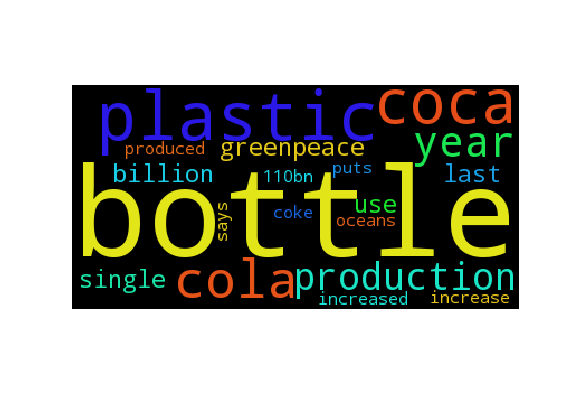 plastic coca
produced greenpeace year
billion 110bn puts last
bottle
says coke use oceans
single cola production
increased increase